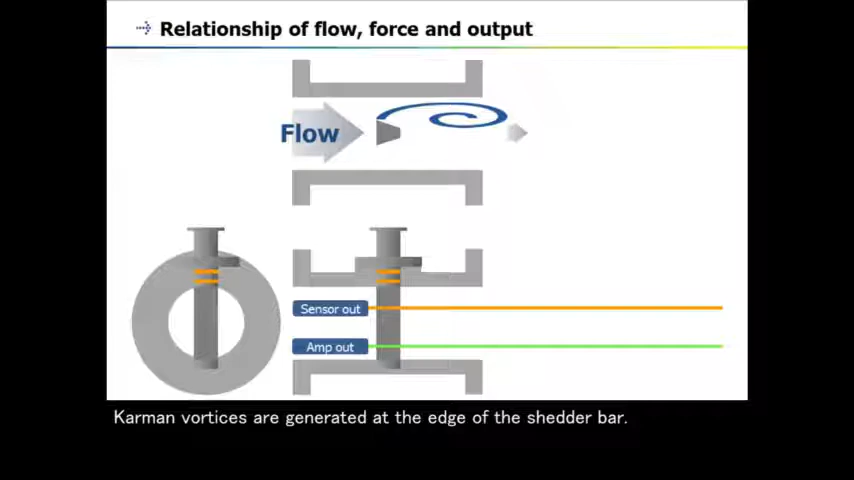 Relationship of flow, force and output
Flow
Sensor out
Amp out
Karman vortices are generated at the edge of the shedder bar.